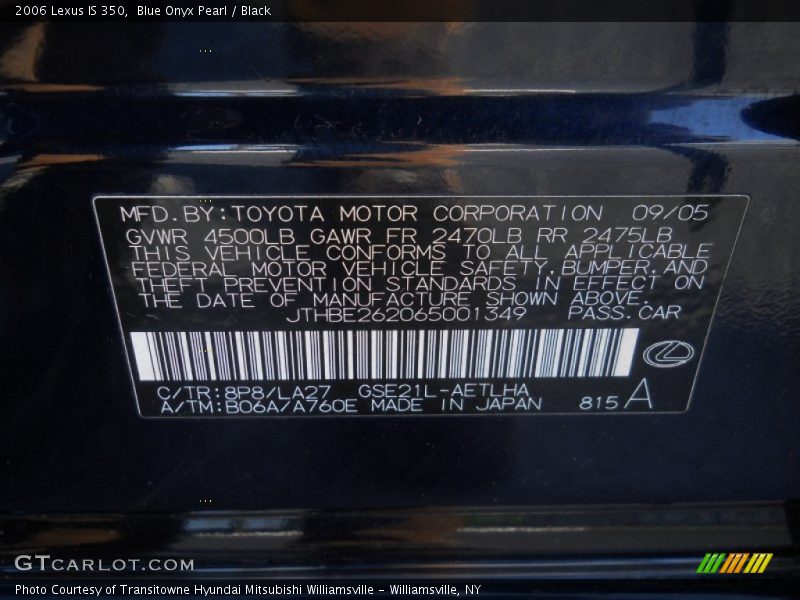 2006 Lexus IS 350, Blue Onyx Pearl / Black
MFD.BY:TOYOTA MOTOR CORPORATION 09/05
GVWR 4500LB GAWR FR 2470LB RR 2475LB
THIS VEHICLE CONFORMS TO ALL APPLICABLE
FEDERAL MOTOR VEHICLE SAFETY,BUMPER,AND
THEFT PREVENTION STANDARDS IN EFFECT ON
THE DATE OF MANUFACTURE SHOWN ABOVE.
JTHBE262065001349 PASS.CAR
C/TR:8P8/LA27 GSE21L-AETLHA
A/TM:B06A/A760E MADE IN JAPAN 815 A
GTCARLOT.COM
Photo Courtesy of Transitowne Hyundai Mitsubishi Williamsville - Williamsville, NY